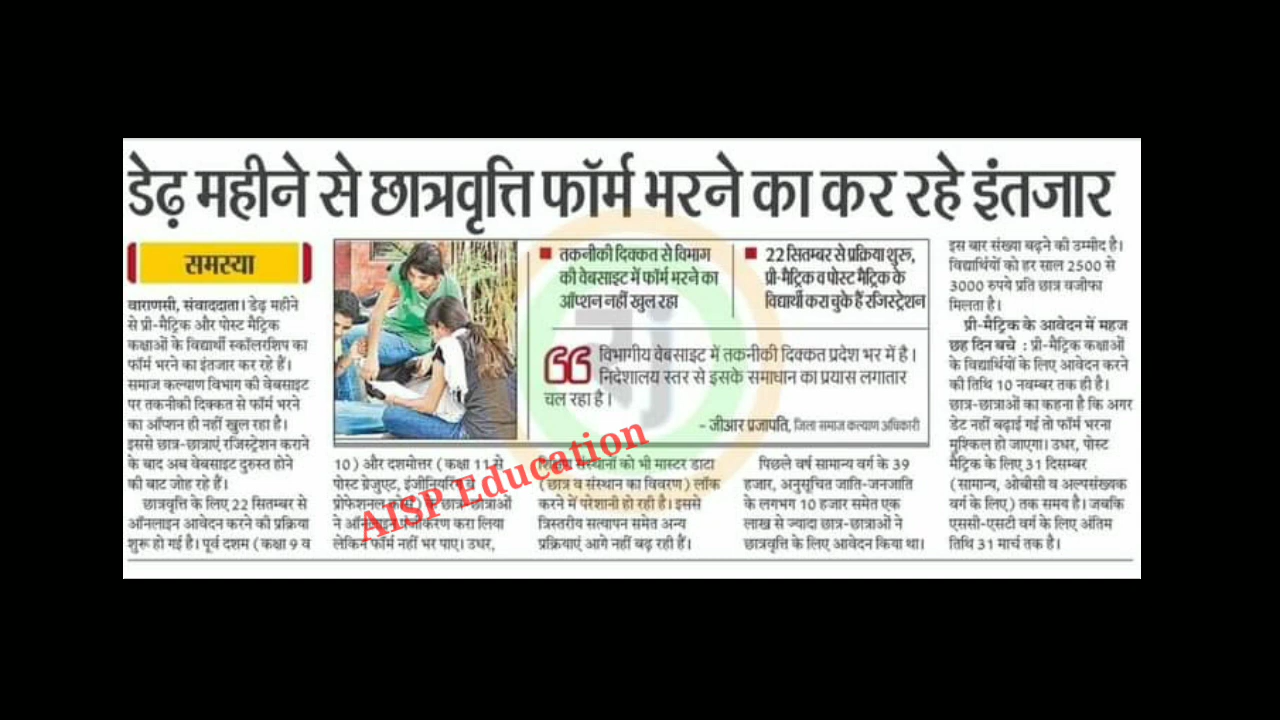 डेढ़ महीने से छात्रवृत्ति फॉर्म भरने का कर रहे इंतजार
समस्या
वाराणसी, संवाददाता। डेढ़ महीने
से प्री-मैट्रिक और पोस्ट मैट्रिक
कक्षाओं के विद्यार्थी स्कॉलरशिप का
फॉर्म भरने का इंतजार कर रहे हैं।
समाज कल्याण विभाग की वेबसाइट
पर तकनीकी दिक्कत से फॉर्म भरने
का ऑप्शन ही नहीं खुल रहा है।
इससे छात्र-छात्राएं रजिस्ट्रेशन कराने
के बाद अब वेबसाइट दुरुस्त होने
की बाट जोह रहे हैं।
छात्रवृत्ति के लिए 22 सितम्बर से
ऑनलाइन आवेदन करने की प्रक्रिया
शुरू हो गई है। पूर्व दशम (कक्षा 9 व
तकनीकी दिक्कत से विभाग
की वेबसाइट में फॉर्म भरने का
ऑप्शन नहीं खुल रहा
22 सितम्बर से प्रक्रिया शुरू,
प्री-मैट्रिक व पोस्ट मैट्रिक के
विद्यार्थी करा चुके हैं रजिस्ट्रेशन
विभागीय वेबसाइट में तकनीकी दिक्कत प्रदेश भर में है।
निदेशालय स्तर से इसके समाधान का प्रयास लगातार
चल रहा है।
- जीआर प्रजापति, जिला समाज कल्याण अधिकारी
10) और दशमोत्तर (कक्षा 11 से
पोस्ट ग्रेजुएट, इंजीनियरिंग व
प्रोफेशनल छात्र-छात्राओं
ने ऑनलाइन पंजीकरण करा लिया
लेकिन फॉर्म नहीं भर पाए। उधर,
शिक्षण संस्थानों को भी मास्टर डाटा
(छात्र व संस्थान का विवरण) लॉक
करने में परेशानी हो रही है। इससे
त्रिस्तरीय सत्यापन समेत अन्य
प्रक्रियाएं आगे नहीं बढ़ रही हैं।
पिछले वर्ष सामान्य वर्ग के 39
हजार, अनुसूचित जाति-जनजाति
के लगभग 10 हजार समेत एक
लाख से ज्यादा छात्र-छात्राओं ने
छात्रवृत्ति के लिए आवेदन किया था।
इस बार संख्या बढ़ने की उम्मीद है।
विद्यार्थियों को हर साल 2500 से
3000 रुपये प्रति छात्र वजीफा
मिलता है।
प्री-मैट्रिक के आवेदन में महज
छह दिन बचे : प्री-मैट्रिक कक्षाओं
के विद्यार्थियों के लिए आवेदन करने
की तिथि 10 नवम्बर तक ही है।
छात्र-छात्राओं का कहना है कि अगर
डेट नहीं बढ़ाई गई तो फॉर्म भरना
मुश्किल हो जाएगा। उधर, पोस्ट
मैट्रिक के लिए 31 दिसम्बर
(सामान्य, ओबीसी व अल्पसंख्यक
वर्ग के लिए) तक समय है। जबकि
एससी-एसटी वर्ग के लिए अंतिम
तिथि 31 मार्च तक है।
AISP Education